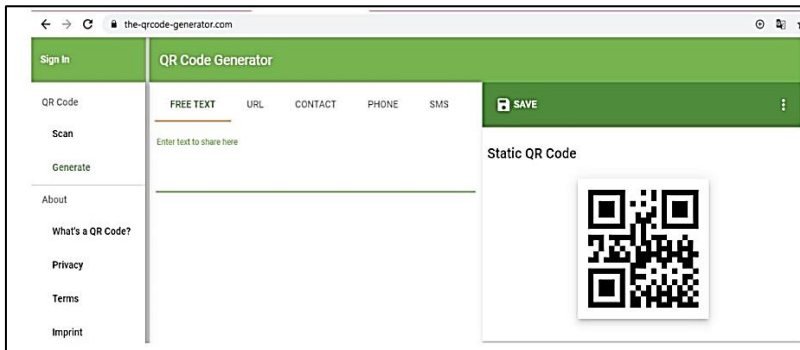 the-qrcode-generator.com
Sign In
QR Code Generator
QR Code
Scan
Generate
About
What's a QR Code?
Privacy
Terms
Imprint
FREE TEXT URL CONTACT PHONE SMS
Enter text to share here
SAVE
Static QR Code